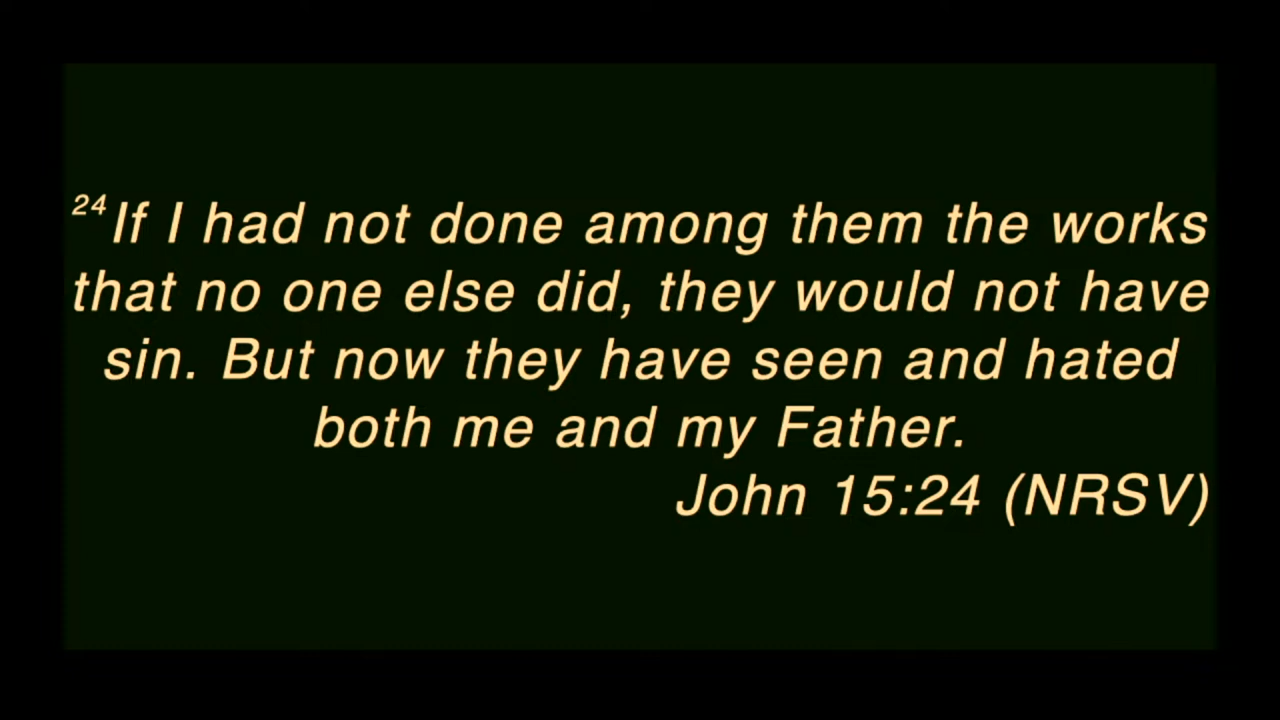 24If I had not done among them the works
that no one else did, they would not have
sin. But now they have seen and hated
both me and my Father.
John 15:24 (NRSV)